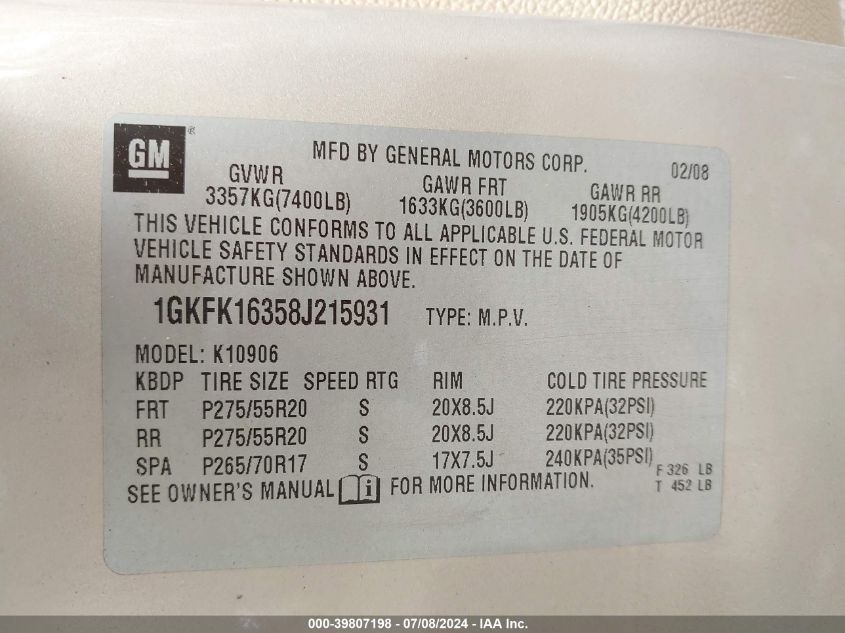 GM ®
MFD BY GENERAL MOTORS CORP. 02/08
GVWR GAWR FRT GAWR RR
3357KG(7400LB) 1633KG(3600LB) 1905KG(4200LB)
THIS VEHICLE CONFORMS TO ALL APPLICABLE U.S. FEDERAL MOTOR
VEHICLE SAFETY STANDARDS IN EFFECT ON THE DATE OF
MANUFACTURE SHOWN ABOVE.
1GKFK16358J215931 TYPE: M.P.V.
MODEL: K10906
KBDP TIRE SIZE SPEED RTG RIM COLD TIRE PRESSURE
FRT P275/55R20 S 20X8.5J 220KPA(32PSI)
RR P275/55R20 S 20X8.5J 220KPA(32PSI)
SPA P265/70R17 S 17X7.5J 240KPA(35PSI)
F 326 LB
T 452 LB
SEE OWNER'S MANUAL i FOR MORE INFORMATION.
000-39807198 - 07/08/2024 - IAA Inc.